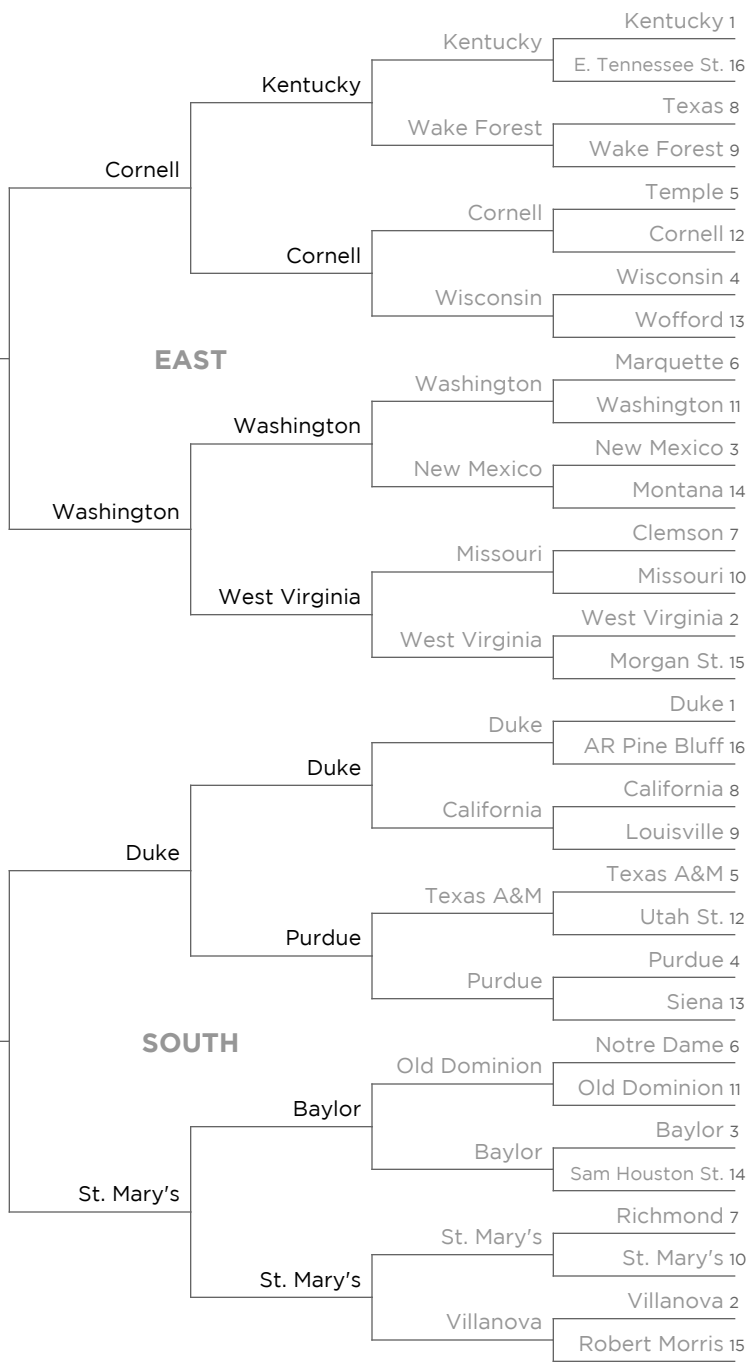 Kentucky 1
Kentucky
E. Tennessee St. 16
Kentucky
Texas 8
Wake Forest
Wake Forest 9
Cornell
Temple 5
Cornell
Cornell 12
Cornell
Wisconsin 4
Wisconsin
Wofford 13
EAST
Marquette 6
Washington
Washington 11
Washington
New Mexico 3
New Mexico
Montana 14
Washington
Clemson 7
Missouri
Missouri 10
West Virginia
West Virginia 2
West Virginia
Morgan St. 15
Duke 1
Duke
AR Pine Bluff 16
Duke
California 8
California
Louisville 9
Duke
Texas A&M 5
Texas A&M
Utah St. 12
Purdue
Purdue 4
Purdue
Siena 13
SOUTH
Notre Dame 6
Old Dominion
Old Dominion 11
Baylor
Baylor 3
Baylor
Sam Houston St. 14
St. Mary's
Richmond 7
St. Mary's
St. Mary's 10
St. Mary's
Villanova 2
Villanova
Robert Morris 15